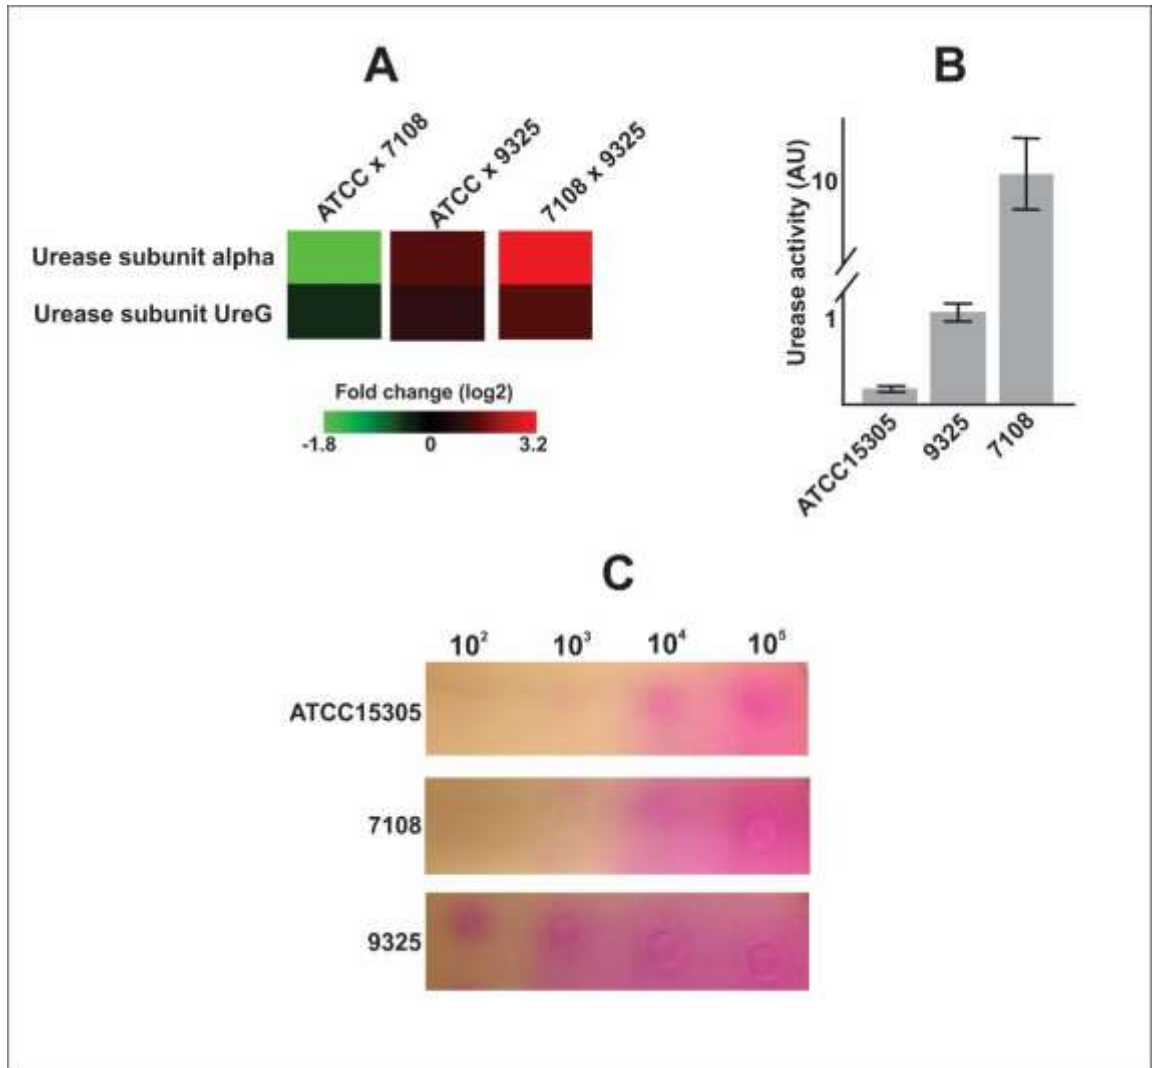 A
ATCC x 7108
ATCC x 9325
7108 x 9325
Urease subunit alpha
Urease subunit UreG
Fold change (log2)
-1.8 0 3.2
B
Urease activity (AU)
10
1
ATCC15305
9325
7108
C
10² 10³ 10⁴ 10⁵
ATCC15305
7108
9325